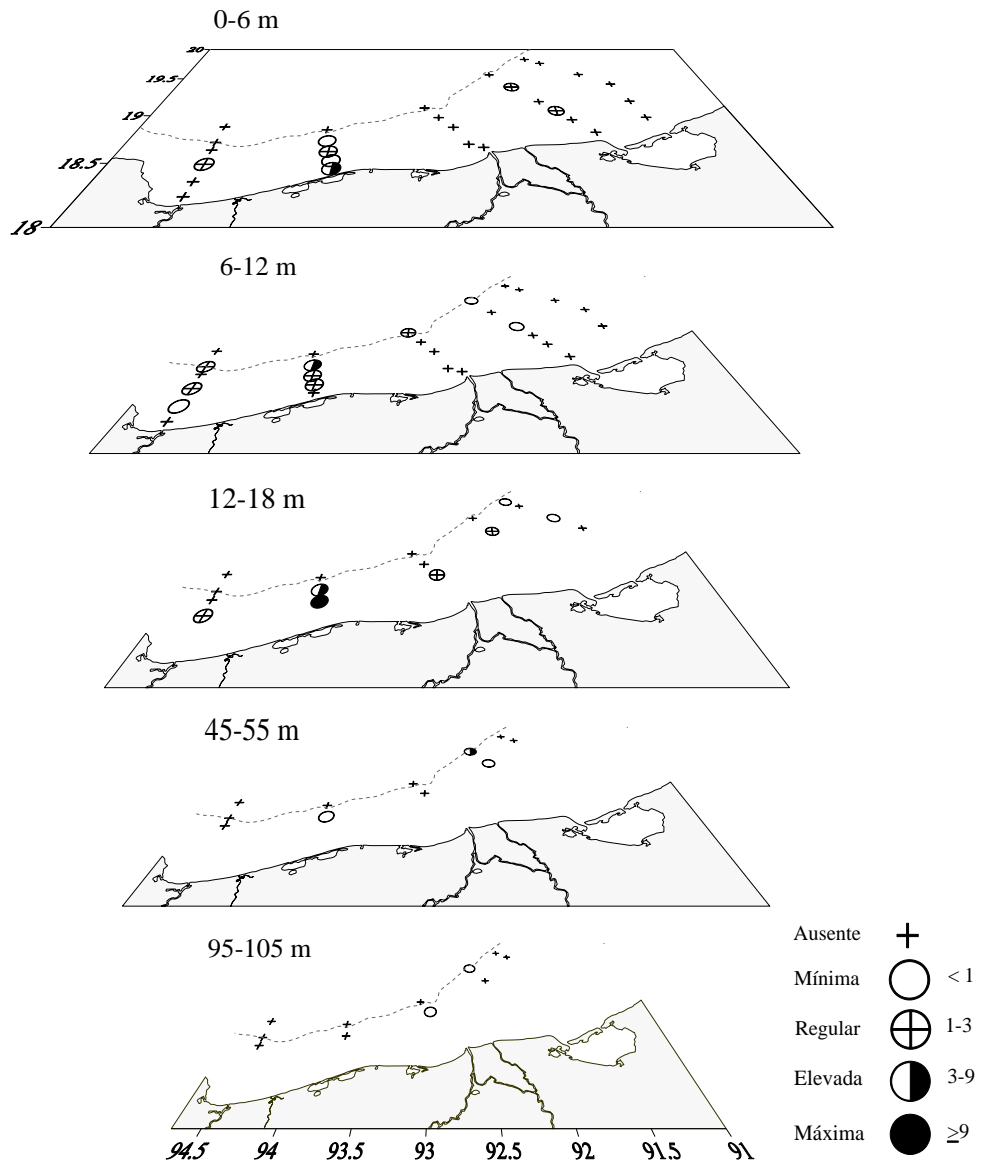 0-6 m
20
19.5
19
18.5
18
6-12 m
12-18 m
45-55 m
95-105 m
Ausente
Mínima < 1
Regular 1-3
Elevada 3-9
Máxima ≥9
94.5 94 93.5 93 92.5 92 91.5 91